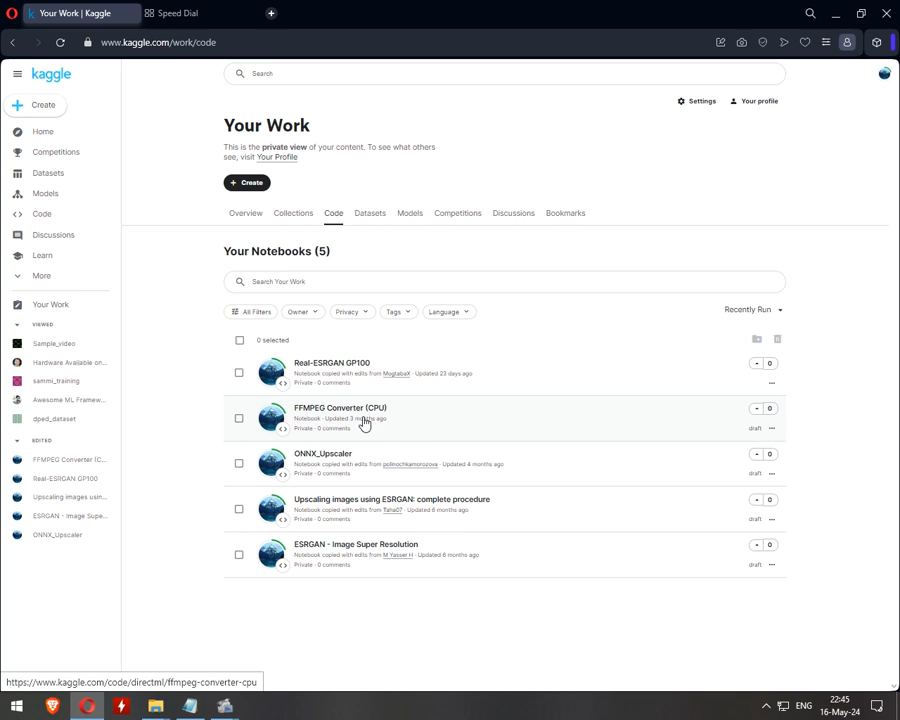 Your Work | Kaggle
Speed Dial
www.kaggle.com/work/code
kaggle
Search
Create
Settings
Your profile
Home
Competitions
Datasets
Models
Code
Discussions
Learn
More
Your Work
VIEWED
Sample_video
Hardware Available on...
sammi_training
Awesome ML Framew...
dped_dataset
EDITED
FFMPEG Converter (C...
Real-ESRGAN GP100
Upscaling images usin...
ESRGAN - Image Supe...
ONNX_Upscaler
Your Work
This is the private view of your content. To see what others
see, visit Your Profile
Create
Overview Collections Code Datasets Models Competitions Discussions Bookmarks
Your Notebooks (5)
Search Your Work
All Filters Owner Privacy Tags Language Recently Run
0 selected
Real-ESRGAN GP100
Notebook copied with edits from MogtabaX · Updated 23 days ago
Private · 0 comments
0
FFMPEG Converter (CPU)
Notebook · Updated 3 months ago
Private · 0 comments
0
draft
ONNX_Upscaler
Notebook copied with edits from polinochkamorozova · Updated 4 months ago
Private · 0 comments
0
draft
Upscaling images using ESRGAN: complete procedure
Notebook copied with edits from Taha07 · Updated 6 months ago
Private · 0 comments
0
draft
ESRGAN - Image Super Resolution
Notebook copied with edits from M Yasser H · Updated 6 months ago
Private · 0 comments
0
draft
https://www.kaggle.com/code/directml/ffmpeg-converter-cpu
ENG
22:45
16-May-24